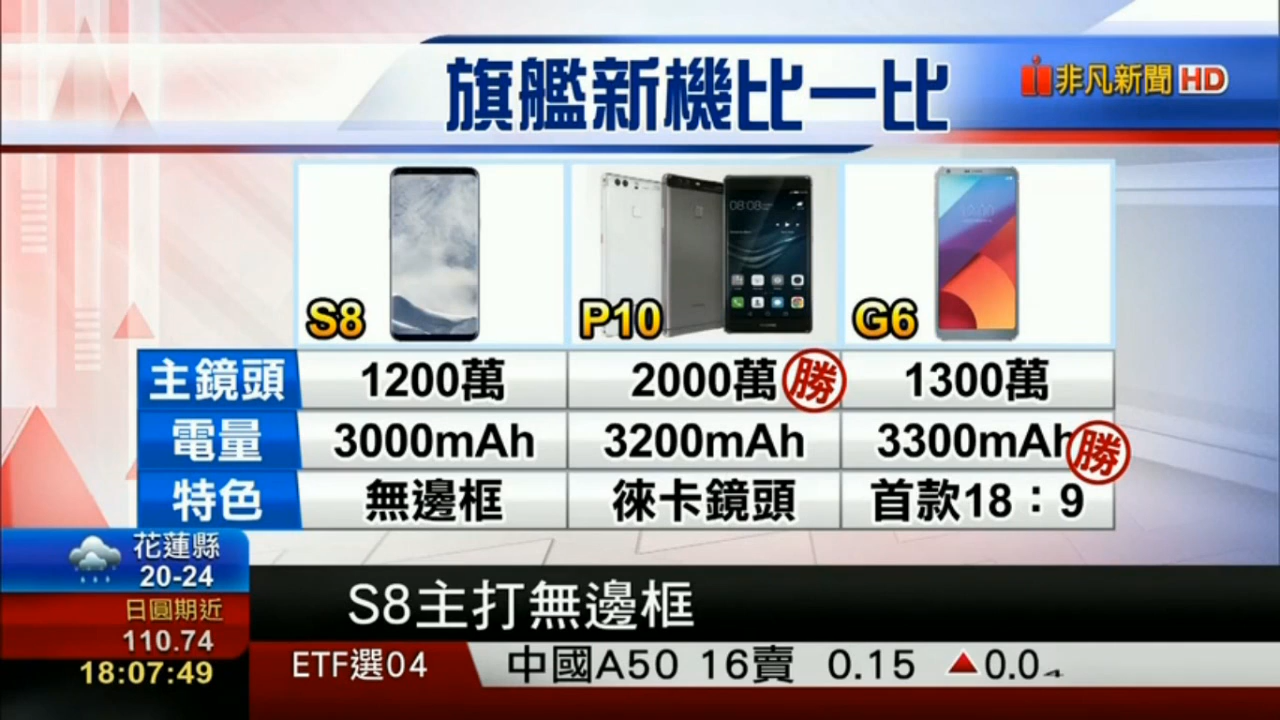 旗艦新機比一比
非凡新聞HD
S8
P10
G6
主鏡頭 1200萬 2000萬 勝 1300萬
電量 3000mAh 3200mAh 3300mAh 勝
特色 無邊框 徠卡鏡頭 首款18：9
花蓮縣
20-24
日圓期近
110.74
18:07:49
S8主打無邊框
ETF選04 中國A50 16賣 0.15 ▲0.0